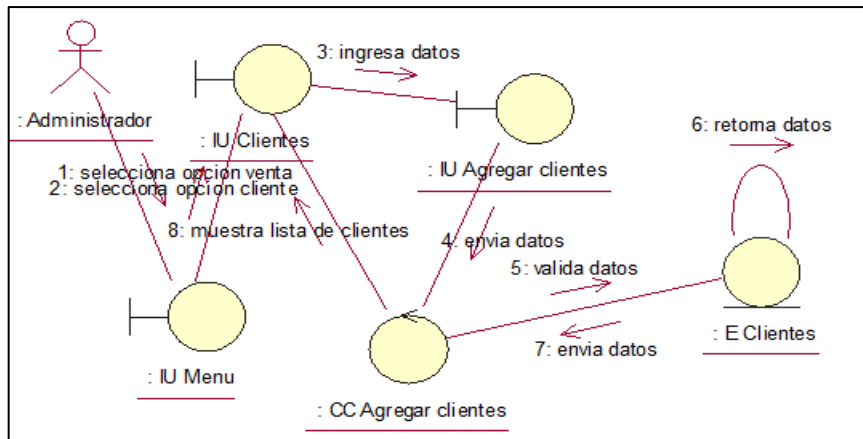 3: ingresa datos
: Administrador
: IU Clientes
6: retorna datos
: IU Agregar clientes
1: selecciona opción venta
2: selecciona opción cliente
8: muestra lista de clientes
4: envia datos
5: valida datos
: E Clientes
7: envia datos
: IU Menu
: CC Agregar clientes